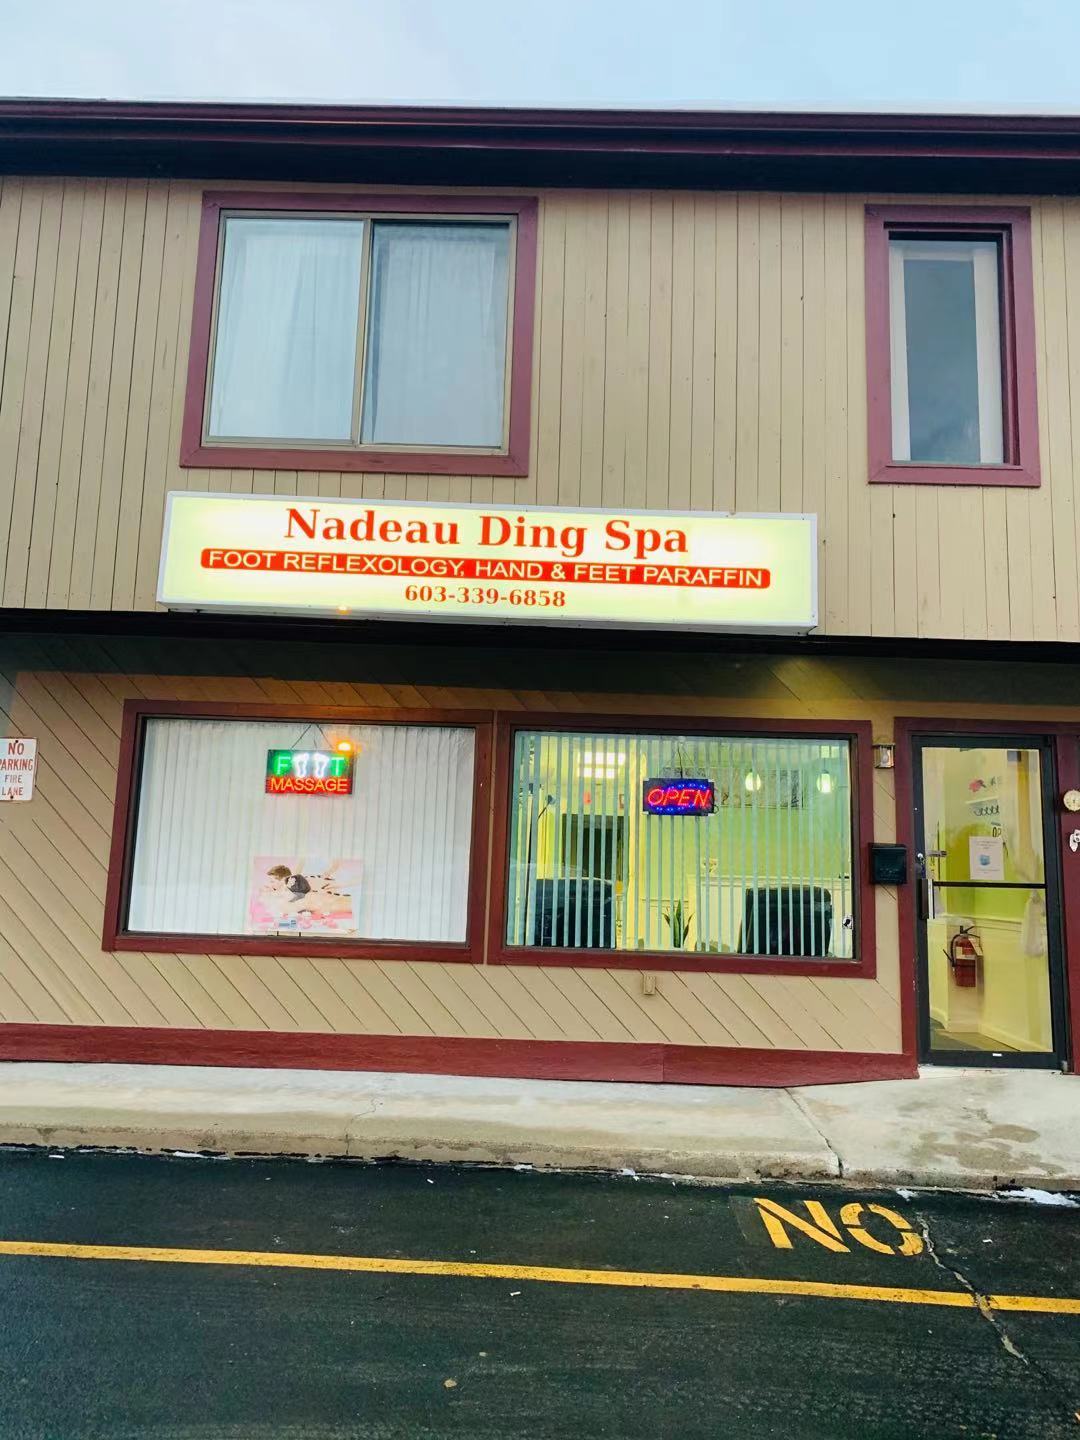 Nadeau Ding Spa
FOOT REFLEXOLOGY, HAND & FEET PARAFFIN
603-339-6858
NO
PARKING
FIRE
LANE
FOOT
MASSAGE
OPEN
NO